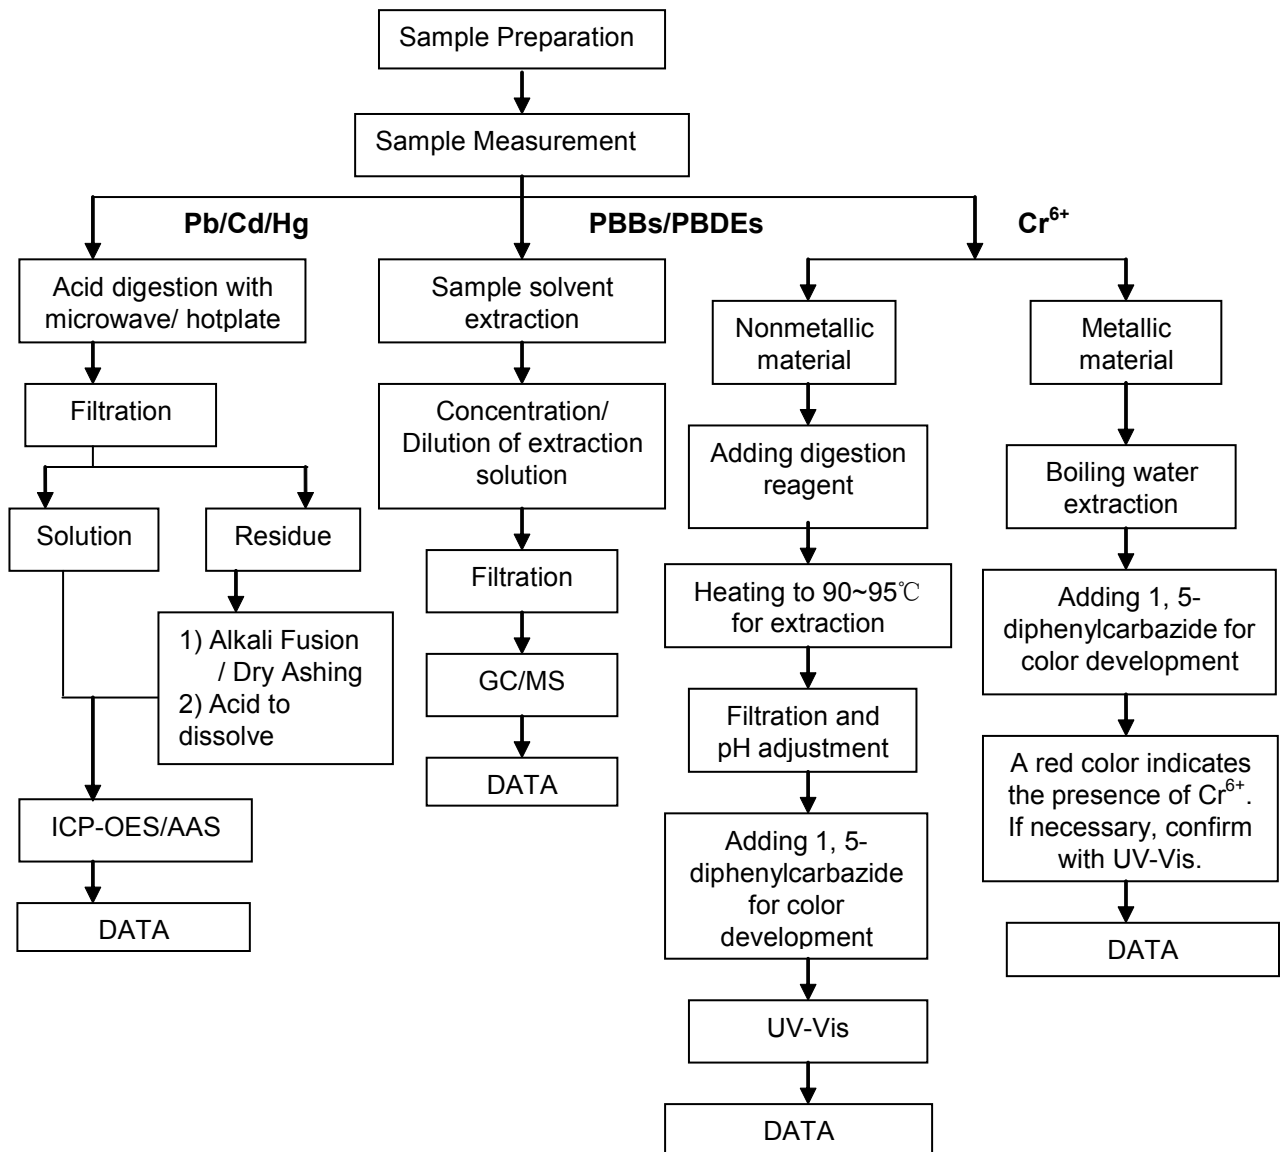 Sample Preparation
Sample Measurement
Pb/Cd/Hg
PBBs/PBDEs
Cr⁶⁺
Acid digestion with
microwave/ hotplate
Filtration
Solution
Residue
1) Alkali Fusion
/ Dry Ashing
2) Acid to
dissolve
ICP-OES/AAS
DATA
Sample solvent
extraction
Concentration/
Dilution of extraction
solution
Filtration
GC/MS
DATA
Nonmetallic
material
Adding digestion
reagent
Heating to 90~95℃
for extraction
Filtration and
pH adjustment
Adding 1, 5-
diphenylcarbazide
for color
development
UV-Vis
DATA
Metallic
material
Boiling water
extraction
Adding 1, 5-
diphenylcarbazide for
color development
A red color indicates
the presence of Cr⁶⁺.
If necessary, confirm
with UV-Vis.
DATA